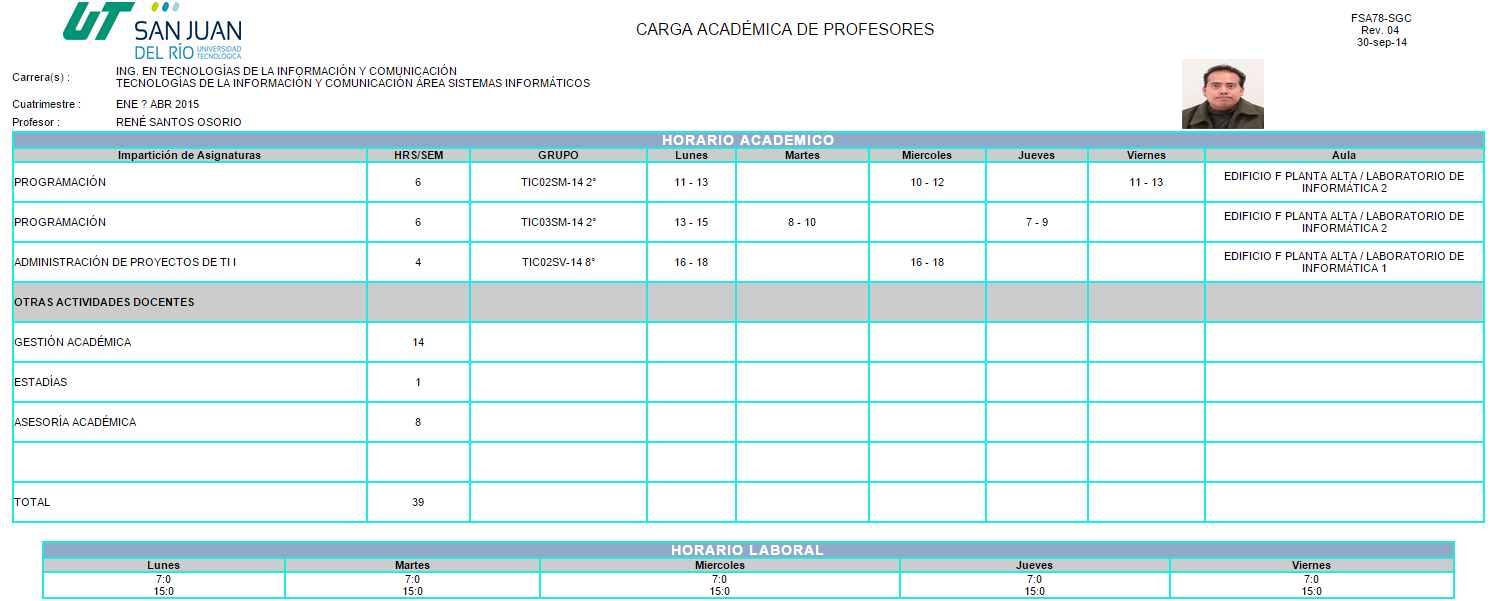 UT SAN JUAN
DEL RÍO UNIVERSIDAD TECNOLÓGICA
CARGA ACADÉMICA DE PROFESORES
FSA78-SGC
Rev. 04
30-sep-14
Carrera(s) : ING. EN TECNOLOGÍAS DE LA INFORMACIÓN Y COMUNICACIÓN
TECNOLOGÍAS DE LA INFORMACIÓN Y COMUNICACIÓN ÁREA SISTEMAS INFORMÁTICOS
Cuatrimestre : ENE ? ABR 2015
Profesor : RENÉ SANTOS OSORIO
HORARIO ACADEMICO
Impartición de Asignaturas HRS/SEM GRUPO Lunes Martes Miercoles Jueves Viernes Aula
PROGRAMACIÓN 6 TIC02SM-14 2° 11 - 13 10 - 12 11 - 13 EDIFICIO F PLANTA ALTA / LABORATORIO DE
INFORMÁTICA 2
PROGRAMACIÓN 6 TIC03SM-14 2° 13 - 15 8 - 10 7 - 9 EDIFICIO F PLANTA ALTA / LABORATORIO DE
INFORMÁTICA 2
ADMINISTRACIÓN DE PROYECTOS DE TI I 4 TIC02SV-14 8° 16 - 18 16 - 18 EDIFICIO F PLANTA ALTA / LABORATORIO DE
INFORMÁTICA 1
OTRAS ACTIVIDADES DOCENTES
GESTIÓN ACADÉMICA 14
ESTADÍAS 1
ASESORÍA ACADÉMICA 8
TOTAL 39
HORARIO LABORAL
Lunes Martes Miercoles Jueves Viernes
7:0 7:0 7:0 7:0 7:0
15:0 15:0 15:0 15:0 15:0